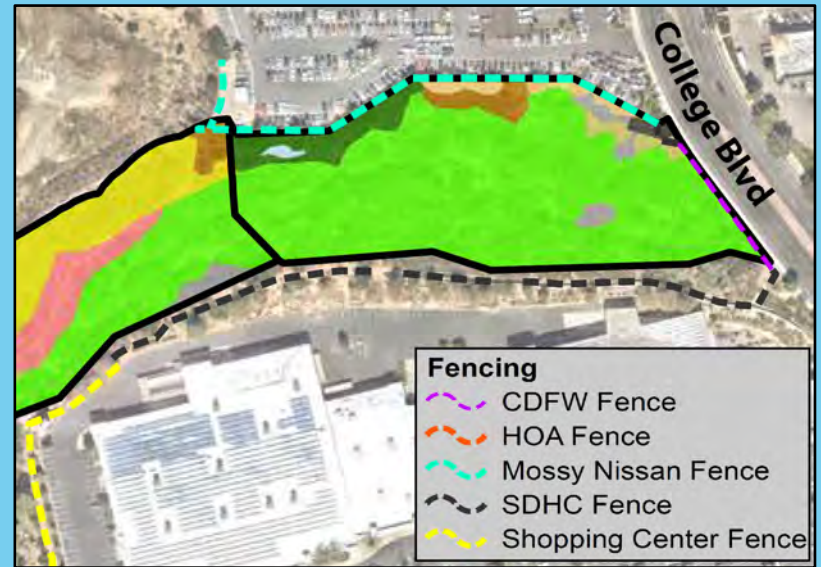 College Blvd
Fencing
CDFW Fence
HOA Fence
Mossy Nissan Fence
SDHC Fence
Shopping Center Fence